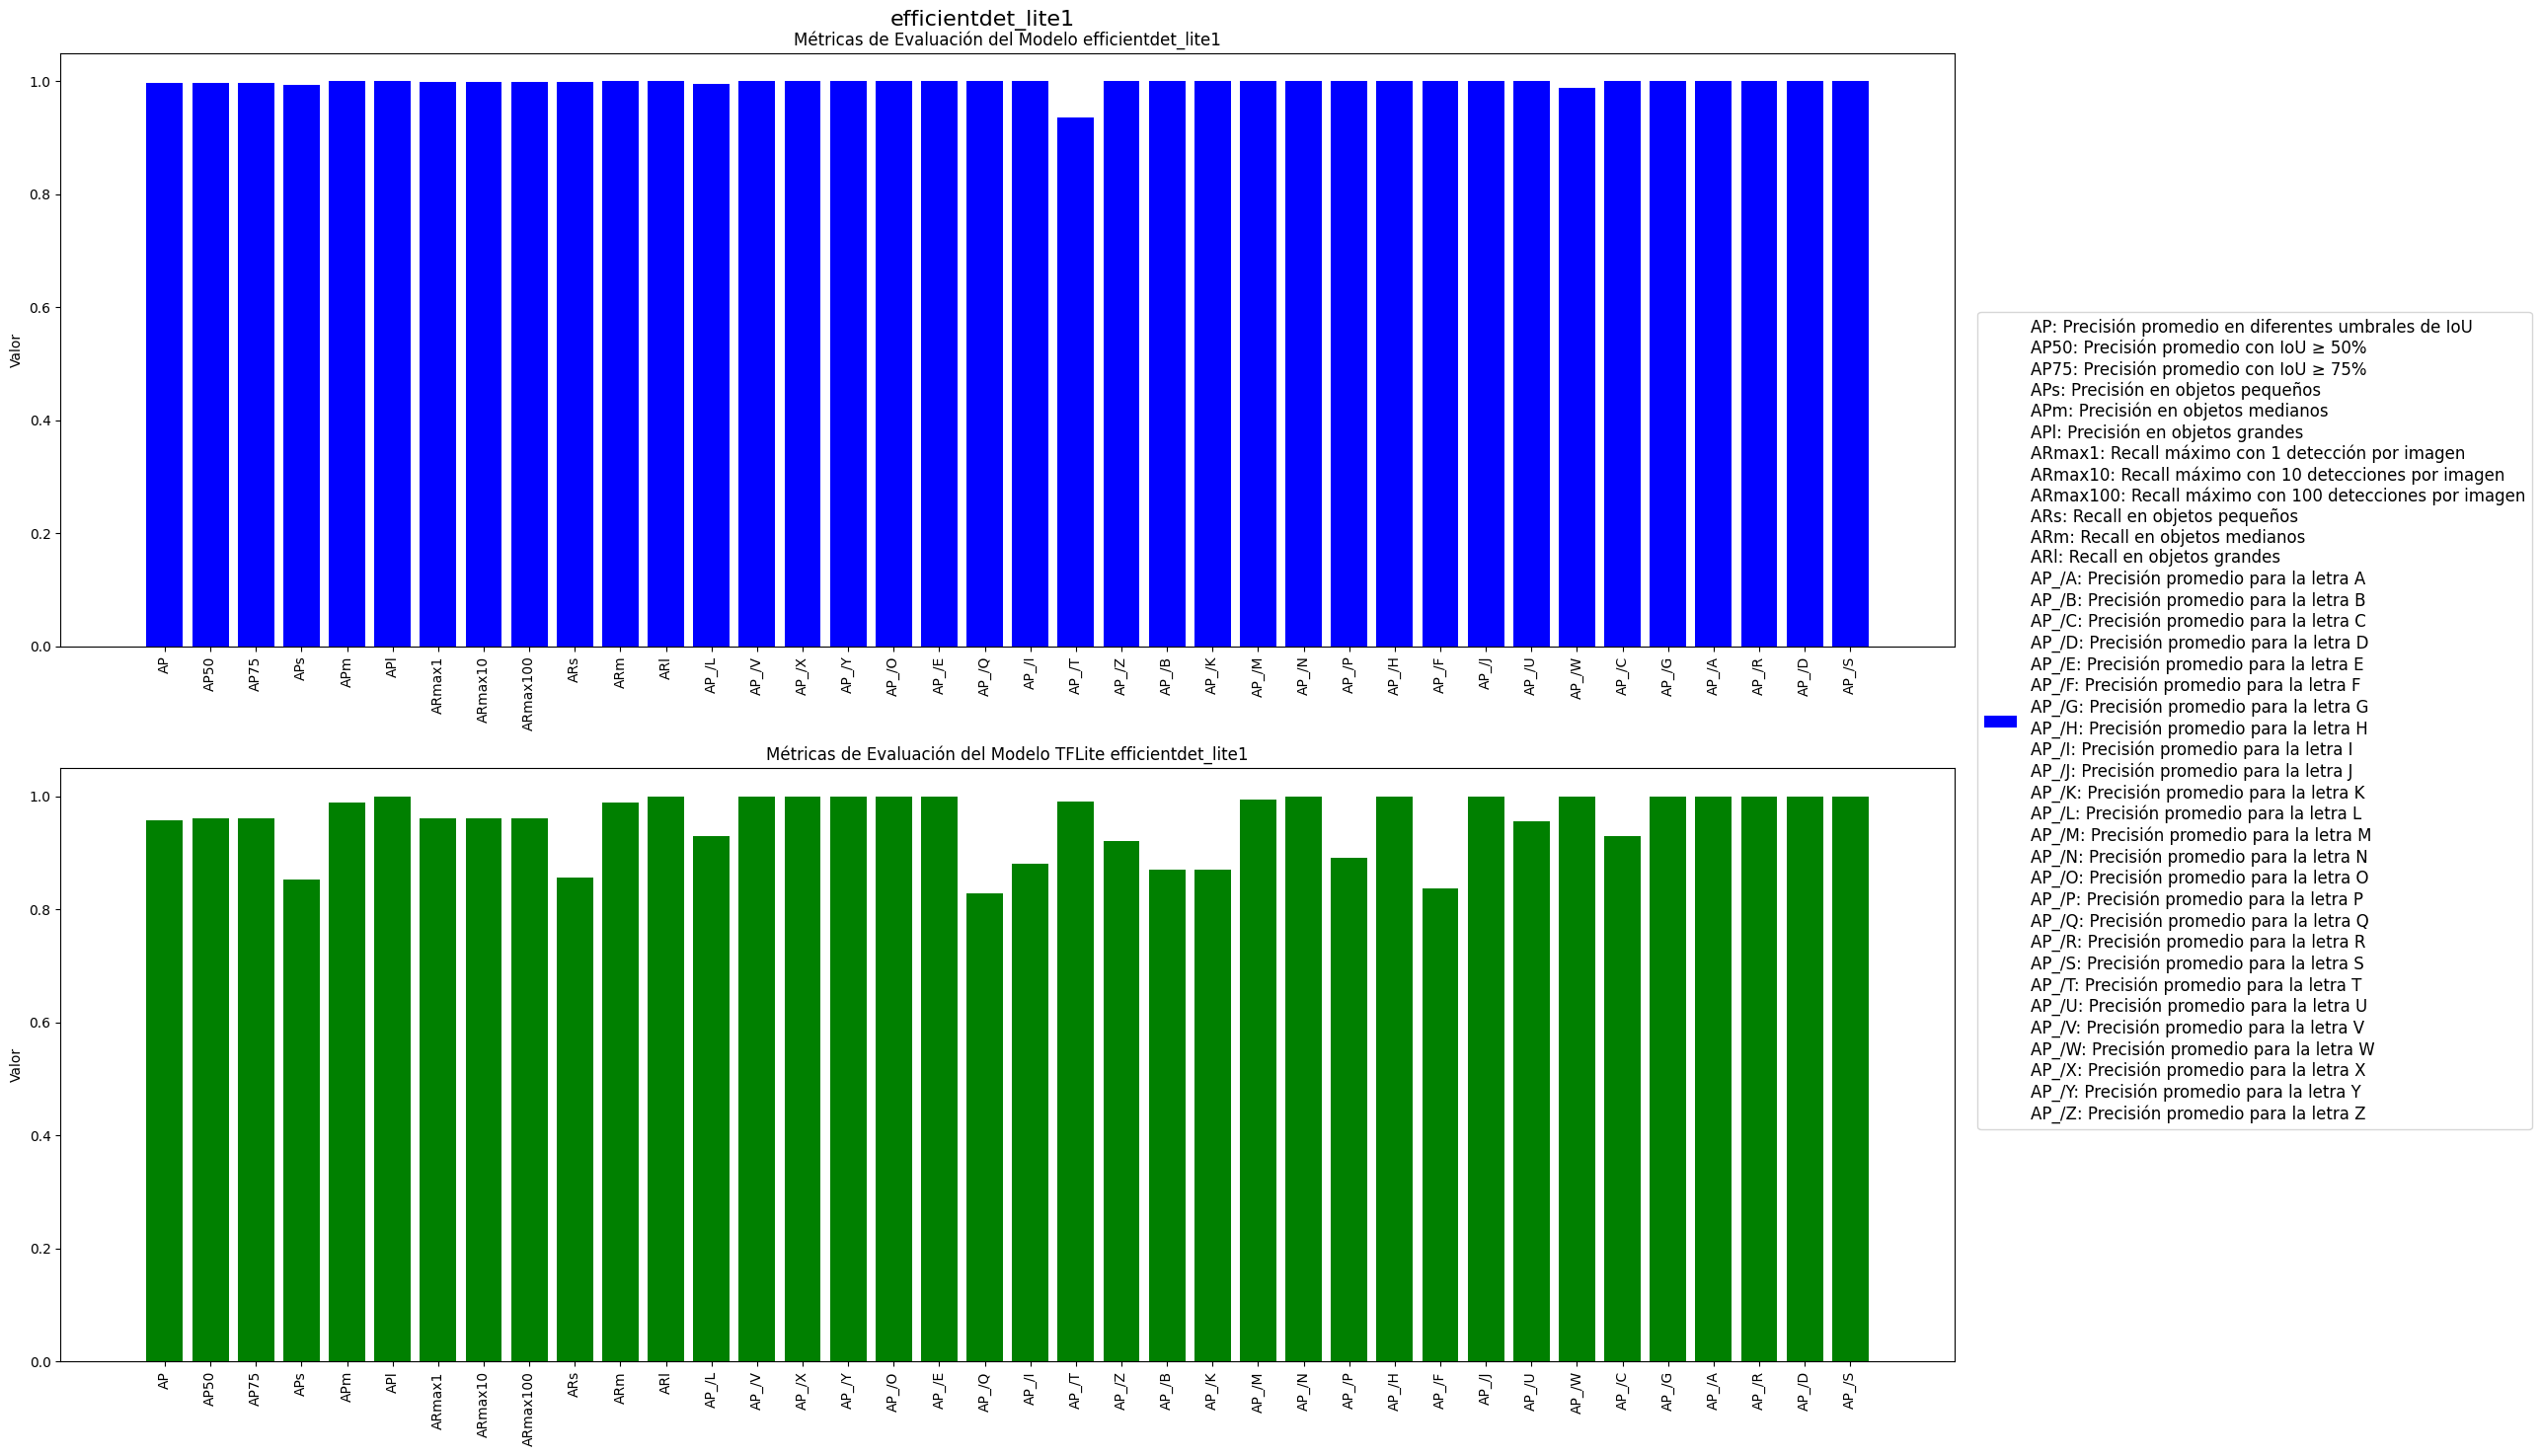 efficientdet_lite1
Métricas de Evaluación del Modelo efficientdet_lite1
1.0
0.8
0.6
0.4
0.2
0.0
Valor
AP
AP50
AP75
APs
APm
APl
ARmax1
ARmax10
ARmax100
ARs
ARm
ARl
AP_/L
AP_/V
AP_/X
AP_/Y
AP_/O
AP_/E
AP_/Q
AP_/I
AP_/T
AP_/Z
AP_/B
AP_/K
AP_/M
AP_/N
AP_/P
AP_/H
AP_/F
AP_/J
AP_/U
AP_/W
AP_/C
AP_/G
AP_/A
AP_/R
AP_/D
AP_/S
Métricas de Evaluación del Modelo TFLite efficientdet_lite1
1.0
0.8
0.6
0.4
0.2
0.0
Valor
AP
AP50
AP75
APs
APm
APl
ARmax1
ARmax10
ARmax100
ARs
ARm
ARl
AP_/L
AP_/V
AP_/X
AP_/Y
AP_/O
AP_/E
AP_/Q
AP_/I
AP_/T
AP_/Z
AP_/B
AP_/K
AP_/M
AP_/N
AP_/P
AP_/H
AP_/F
AP_/J
AP_/U
AP_/W
AP_/C
AP_/G
AP_/A
AP_/R
AP_/D
AP_/S
AP: Precisión promedio en diferentes umbrales de IoU
AP50: Precisión promedio con IoU ≥ 50%
AP75: Precisión promedio con IoU ≥ 75%
APs: Precisión en objetos pequeños
APm: Precisión en objetos medianos
APl: Precisión en objetos grandes
ARmax1: Recall máximo con 1 detección por imagen
ARmax10: Recall máximo con 10 detecciones por imagen
ARmax100: Recall máximo con 100 detecciones por imagen
ARs: Recall en objetos pequeños
ARm: Recall en objetos medianos
ARl: Recall en objetos grandes
AP_/A: Precisión promedio para la letra A
AP_/B: Precisión promedio para la letra B
AP_/C: Precisión promedio para la letra C
AP_/D: Precisión promedio para la letra D
AP_/E: Precisión promedio para la letra E
AP_/F: Precisión promedio para la letra F
AP_/G: Precisión promedio para la letra G
AP_/H: Precisión promedio para la letra H
AP_/I: Precisión promedio para la letra I
AP_/J: Precisión promedio para la letra J
AP_/K: Precisión promedio para la letra K
AP_/L: Precisión promedio para la letra L
AP_/M: Precisión promedio para la letra M
AP_/N: Precisión promedio para la letra N
AP_/O: Precisión promedio para la letra O
AP_/P: Precisión promedio para la letra P
AP_/Q: Precisión promedio para la letra Q
AP_/R: Precisión promedio para la letra R
AP_/S: Precisión promedio para la letra S
AP_/T: Precisión promedio para la letra T
AP_/U: Precisión promedio para la letra U
AP_/V: Precisión promedio para la letra V
AP_/W: Precisión promedio para la letra W
AP_/X: Precisión promedio para la letra X
AP_/Y: Precisión promedio para la letra Y
AP_/Z: Precisión promedio para la letra Z